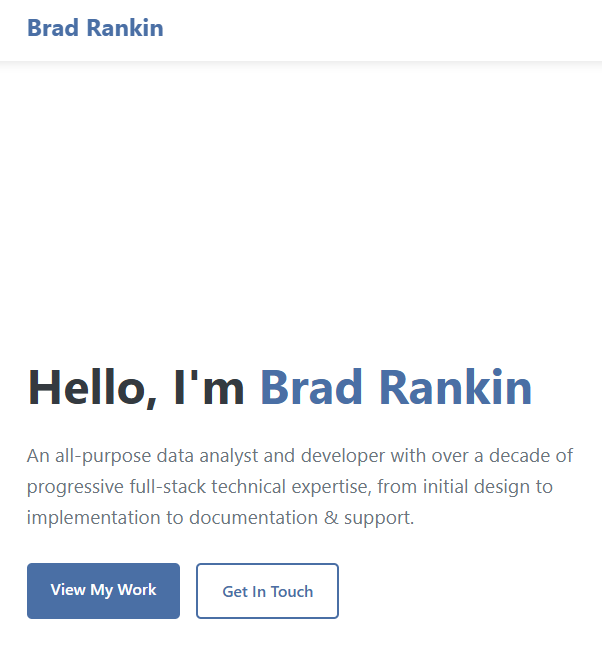 Brad Rankin
Hello, I'm Brad Rankin
An all-purpose data analyst and developer with over a decade of
progressive full-stack technical expertise, from initial design to
implementation to documentation & support.
View My Work
Get In Touch